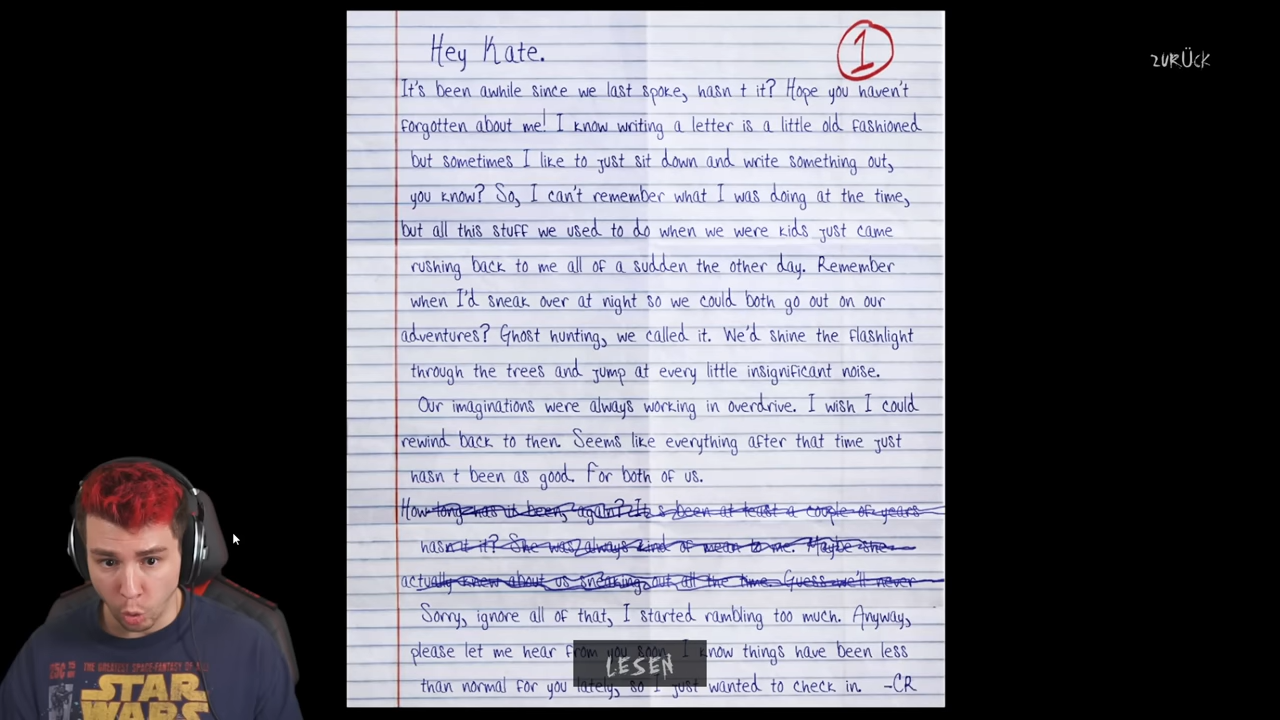 Hey Kate.
1
ZURÜCK
It's been awhile since we last spoke, hasn t it? Hope you haven't
forgotten about me! I know writing a letter is a little old fashioned
but sometimes I like to just sit down and write something out,
you know? So, I can't remember what I was doing at the time,
but all this stuff we used to do when we were kids just came
rushing back to me all of a sudden the other day. Remember
when I'd sneak over at night so we could both go out on our
adventures? Ghost hunting, we called it. We'd shine the flashlight
through the trees and jump at every little insignificant noise.
Our imaginations were always working in overdrive. I wish I could
rewind back to then. Seems like everything after that time just
hasn t been as good. For both of us.
How long has it been, again? It s been at least a couple of years
hasn t it? She was always kind of mean to me. Maybe she
actually knew about us sneaking out all the time. Guess we'll never
Sorry, ignore all of that, I started rambling too much. Anyway,
please let me hear from you soon. I know things have been less
than normal for you lately, so I just wanted to check in. -CR
LESEN
STAR
WARS